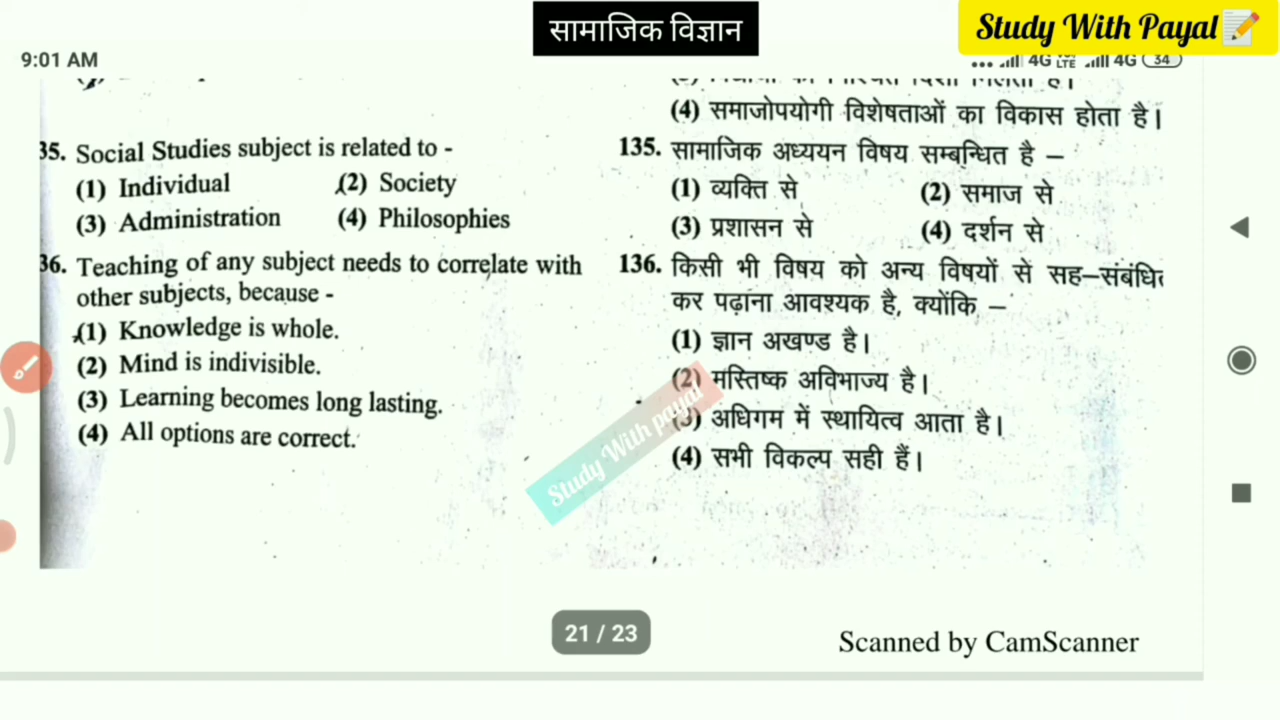 सामाजिक विज्ञान
Study With Payal
9:01 AM
4G VoLTE 4G 34
35. Social Studies subject is related to -
(1) Individual (2) Society
(3) Administration (4) Philosophies
36. Teaching of any subject needs to correlate with
other subjects, because -
(1) Knowledge is whole.
(2) Mind is indivisible.
(3) Learning becomes long lasting.
(4) All options are correct.
(4) समाजोपयोगी विशेषताओं का विकास होता है।
135. सामाजिक अध्ययन विषय सम्बन्धित है –
(1) व्यक्ति से (2) समाज से
(3) प्रशासन से (4) दर्शन से
136. किसी भी विषय को अन्य विषयों से सह–संबंधित
कर पढ़ाना आवश्यक है, क्योंकि –
(1) ज्ञान अखण्ड है।
(2) मस्तिष्क अविभाज्य है।
(3) अधिगम में स्थायित्व आता है।
(4) सभी विकल्प सही हैं।
Study With payal
21 / 23
Scanned by CamScanner